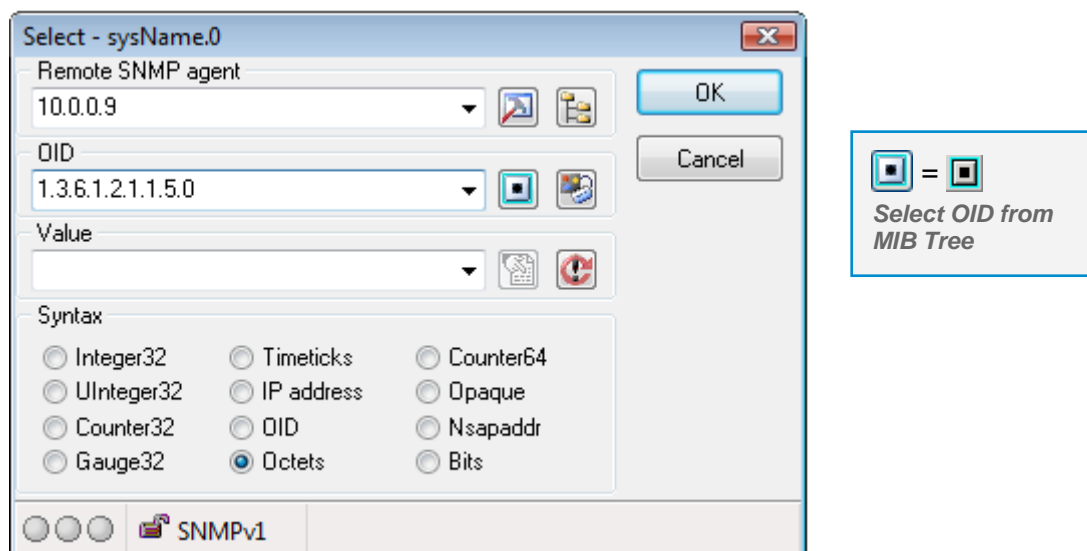 Select - sysName.0
Remote SNMP agent
10.0.0.9
OK
OID
Cancel
1.3.6.1.2.1.1.5.0
Value
Syntax
Integer32 Timeticks Counter64
UInteger32 IP address Opaque
Counter32 OID Nsapaddr
Gauge32 Octets Bits
SNMPv1
=
Select OID from
MIB Tree